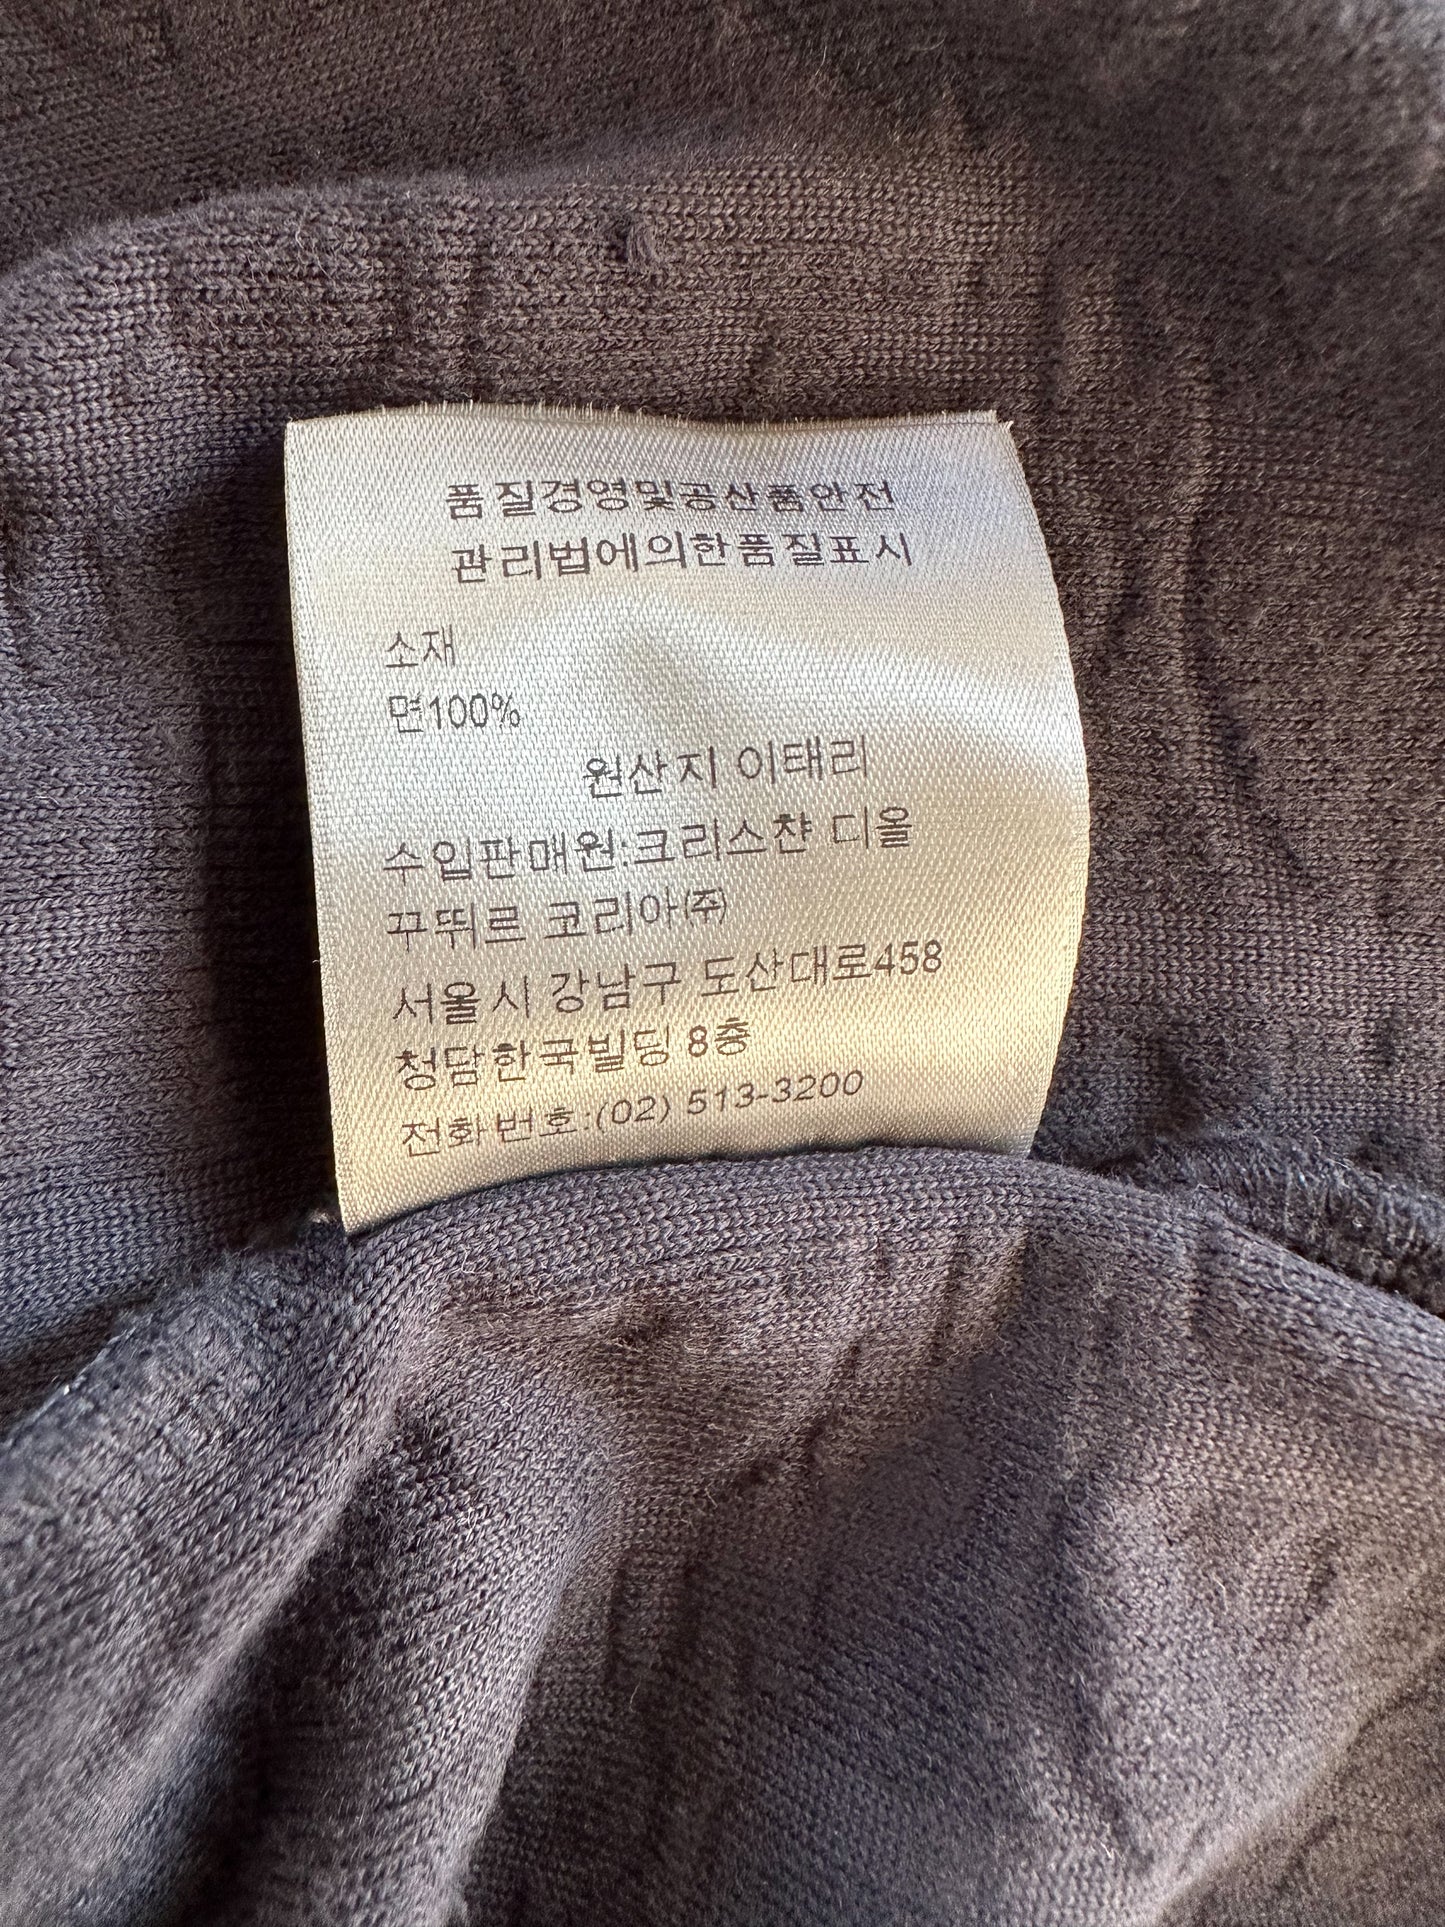 품질경영및공산품안전
관리법에의한품질표시
소재
면100%
원산지 이태리
수입판매원:크리스챤 디올
꾸뛰르 코리아㈜
서울시 강남구 도산대로458
청담한국빌딩 8층
전화번호:(02) 513-3200